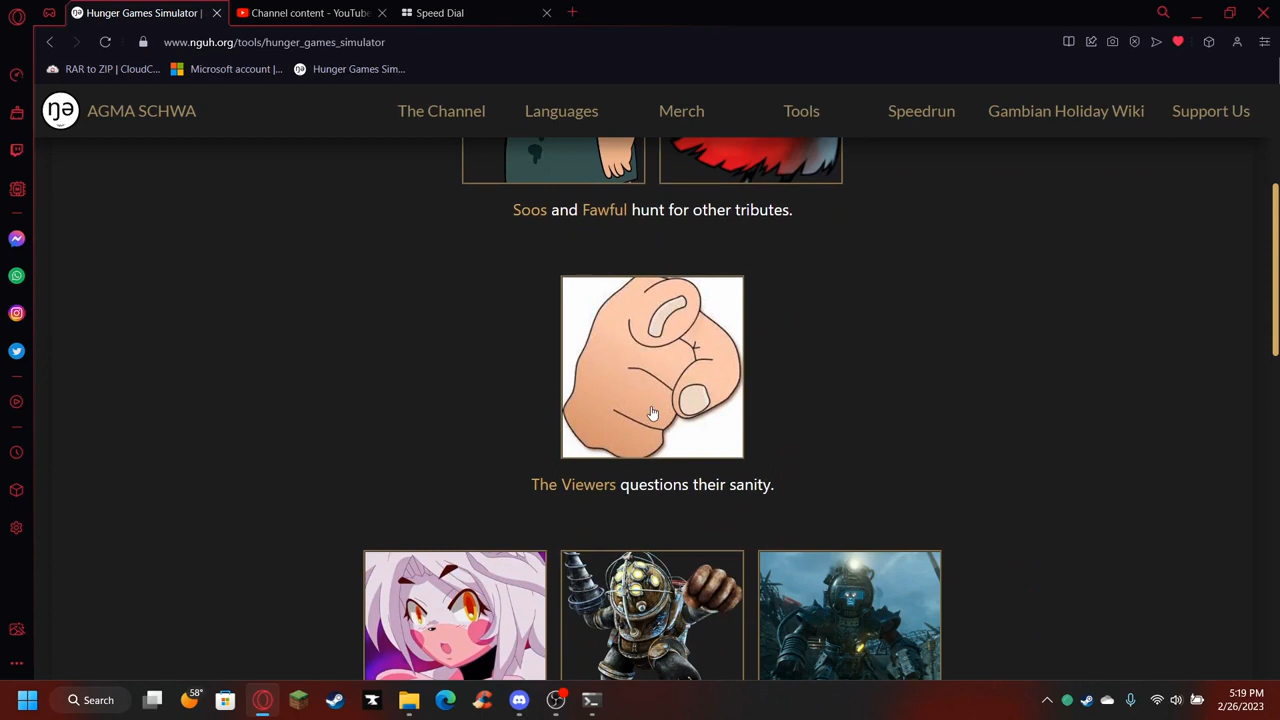 Hunger Games Simulator |
Channel content - YouTube
Speed Dial
www.nguh.org/tools/hunger_games_simulator
RAR to ZIP | CloudC...
Microsoft account |...
Hunger Games Sim...
ŋə
AGMA SCHWA
The Channel
Languages
Merch
Tools
Speedrun
Gambian Holiday Wiki
Support Us
Soos and Fawful hunt for other tributes.
The Viewers questions their sanity.
58°
Search
5:19 PM
2/26/2023